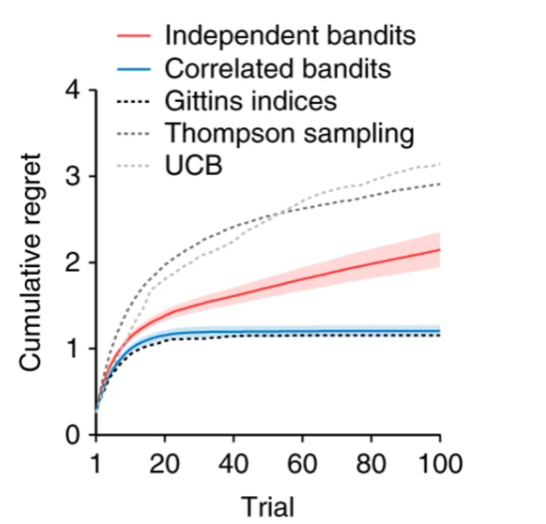 Independent bandits
Correlated bandits
Gittins indices
Thompson sampling
UCB
Cumulative regret
4
3
2
1
0
1 20 40 60 80 100
Trial